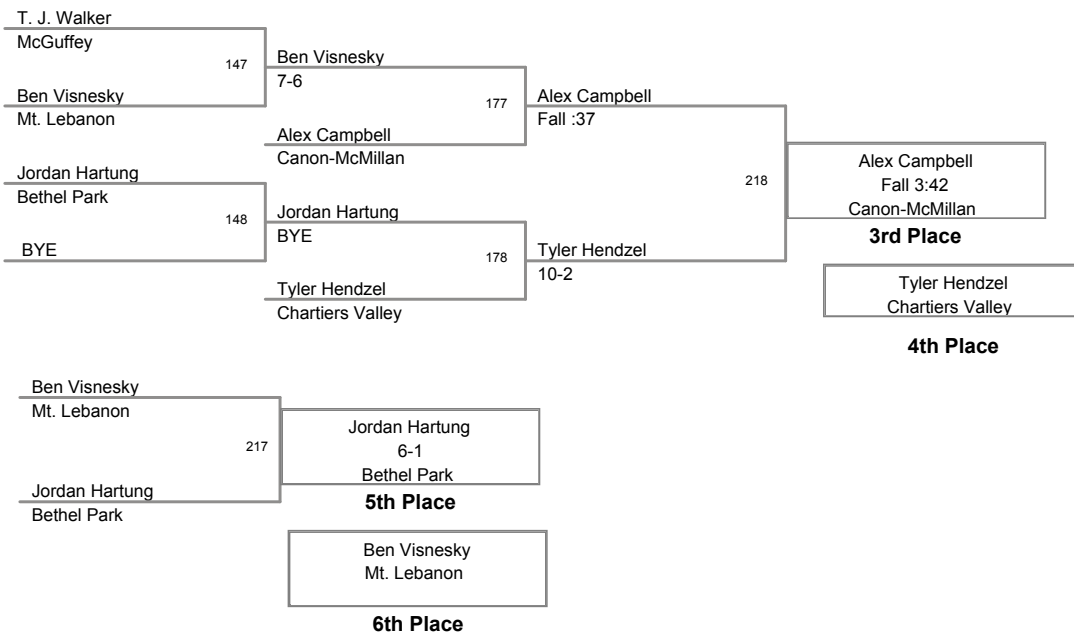 T. J. Walker
McGuffey
147
Ben Visnesky
7-6
Ben Visnesky
Mt. Lebanon
177
Alex Campbell
Fall :37
Alex Campbell
Canon-McMillan
Jordan Hartung
Bethel Park
148
Jordan Hartung
BYE
BYE
178
Tyler Hendzel
10-2
Tyler Hendzel
Chartiers Valley
218
Alex Campbell
Fall 3:42
Canon-McMillan
3rd Place
Tyler Hendzel
Chartiers Valley
4th Place
Ben Visnesky
Mt. Lebanon
217
Jordan Hartung
6-1
Bethel Park
5th Place
Jordan Hartung
Bethel Park
Ben Visnesky
Mt. Lebanon
6th Place